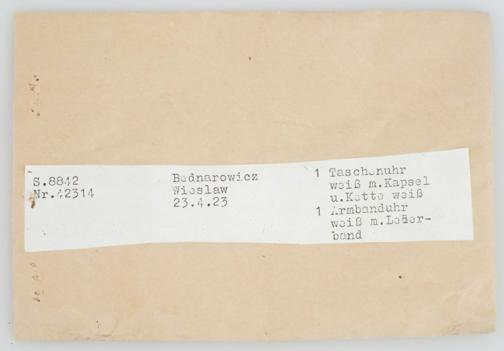 S.8842
Nr.42314
Bednarowicz
Wieslaw
23.4.23
1 Taschenuhr
weiß m.Kapsel
u.Kette weiß
1 Armbanduhr
weiß m.Leder-
band